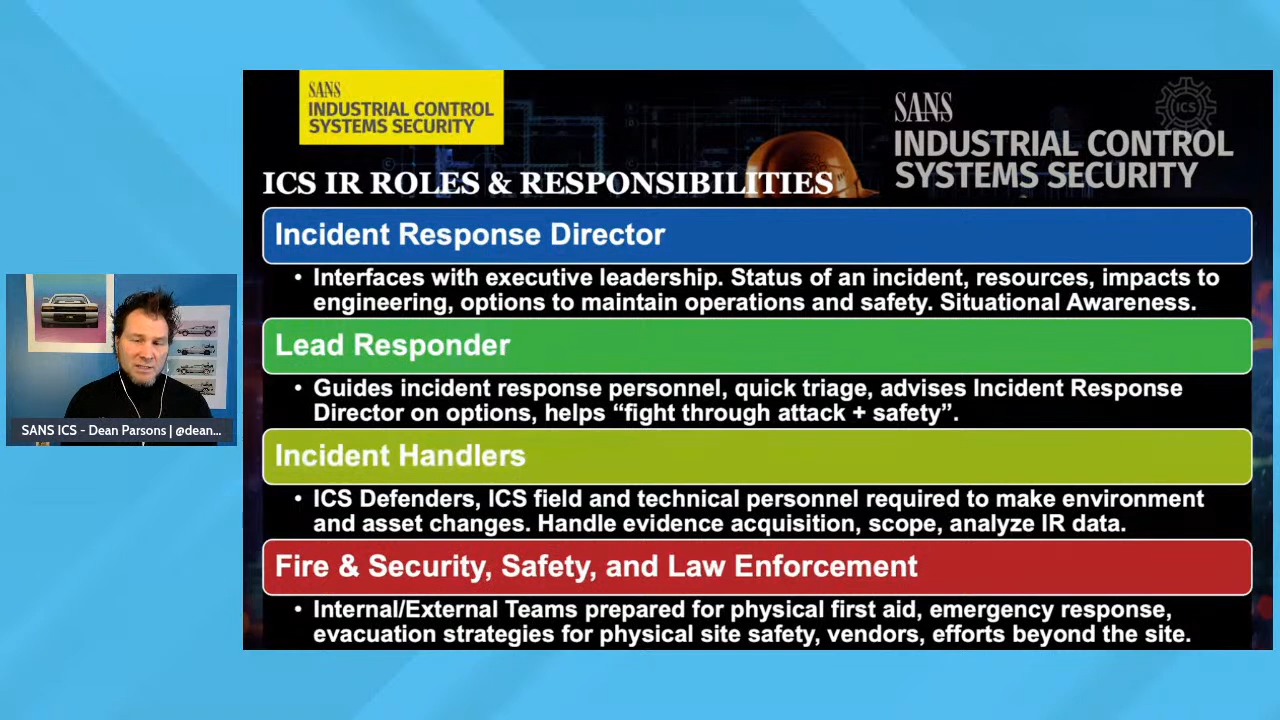 SANS
INDUSTRIAL CONTROL
SYSTEMS SECURITY
SANS
ICS
INDUSTRIAL CONTROL
SYSTEMS SECURITY
ICS IR ROLES & RESPONSIBILITIES
Incident Response Director
• Interfaces with executive leadership. Status of an incident, resources, impacts to
engineering, options to maintain operations and safety. Situational Awareness.
Lead Responder
• Guides incident response personnel, quick triage, advises Incident Response
Director on options, helps “fight through attack + safety”.
Incident Handlers
• ICS Defenders, ICS field and technical personnel required to make environment
and asset changes. Handle evidence acquisition, scope, analyze IR data.
Fire & Security, Safety, and Law Enforcement
• Internal/External Teams prepared for physical first aid, emergency response,
evacuation strategies for physical site safety, vendors, efforts beyond the site.
SANS ICS - Dean Parsons | @dean...